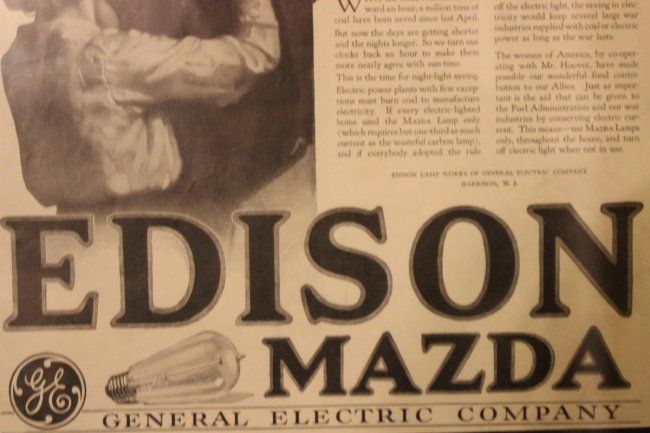 ward an hour, a million tons of
coal have been saved since last April.
But now the days are getting shorter
and the nights longer. So we turn our
clocks back an hour to make them
more nearly agree with sun-time.
This is the time for night-light saving.
Electric power plants with few excep-
tions must burn coal to manufacture
electricity. If every electric-lighted
home used the MAZDA Lamp only
(which requires but one-third as much
current as the wasteful carbon lamp),
and if everybody adopted the rule
off the electric light, the saving in elec-
tricity would keep several large war
industries supplied with coal or electric
power as long as the war lasts.
The women of America, by co-oper-
ating with Mr. Hoover, have made
possible our wonderful food contri-
bution to our Allies. Just as impor-
tant is the aid that can be given to
the Fuel Administration and our war
industries by conserving electric cur-
rent. This means—use MAZDA Lamps
only, throughout the house, and turn
off electric light when not in use.
EDISON LAMP WORKS OF GENERAL ELECTRIC COMPANY
HARRISON, N. J.
EDISON
MAZDA
GE
GENERAL ELECTRIC COMPANY